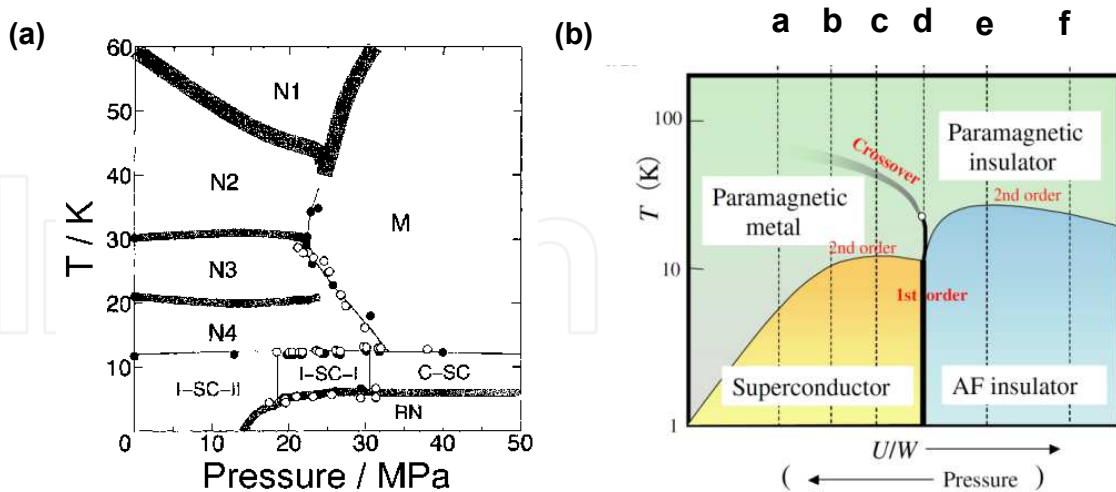 (a)
60
50
40
30
20
10
0
T / K
N1
N2
M
N3
N4
I-SC-II
I-SC-I
C-SC
RN
0
10
20
30
40
50
Pressure / MPa
(b)
a b c d e f
100
10
1
T (K)
Crossover
Paramagnetic
insulator
2nd order
Paramagnetic
metal
2nd order
1st order
Superconductor
AF insulator
U/W
( Pressure )